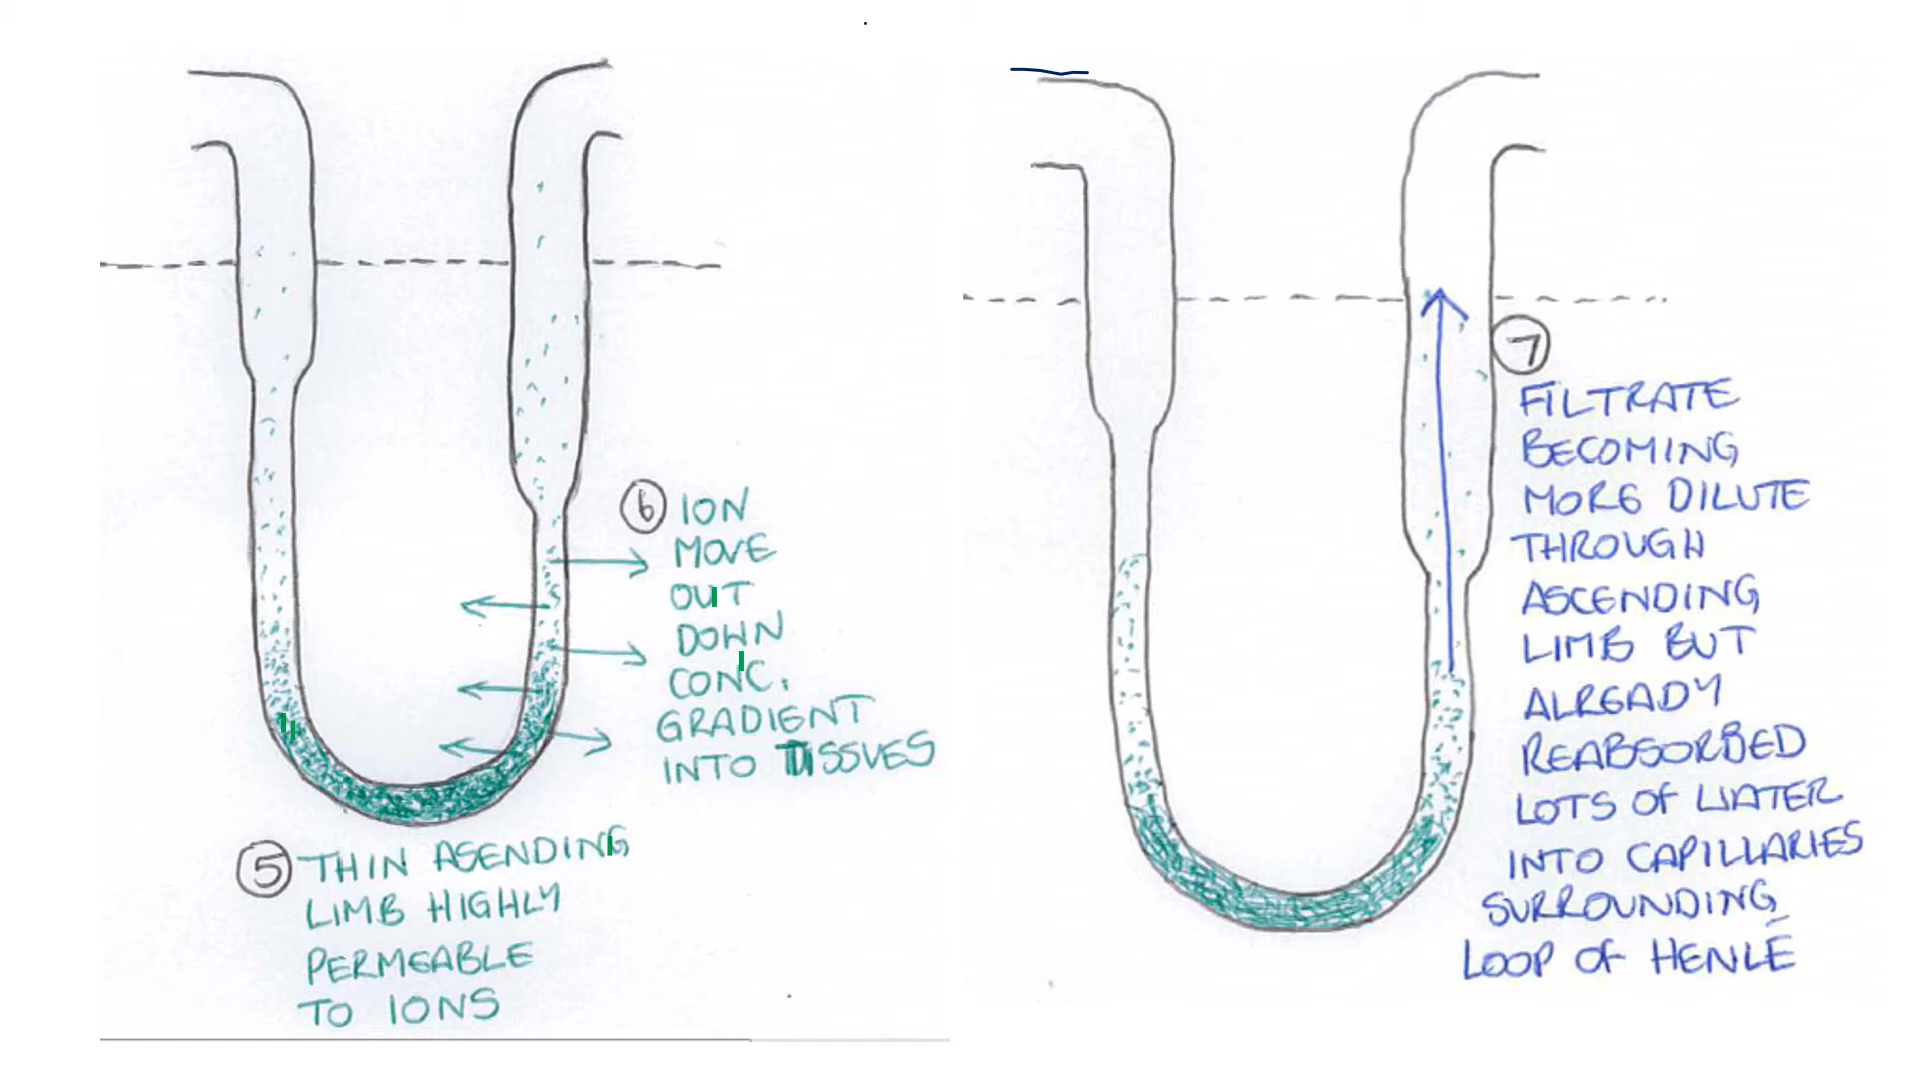 ⑥ ION
MOVE
OUT
DOWN
CONC.
GRADIENT
INTO TISSUES
⑤ THIN ASENDING
LIMB HIGHLY
PERMEABLE
TO IONS
⑦
FILTRATE
BECOMING
MORE DILUTE
THROUGH
ASCENDING
LIMB BUT
ALREADY
REABSORBED
LOTS OF WATER
INTO CAPILLARIES
SURROUNDING
LOOP OF HENLE